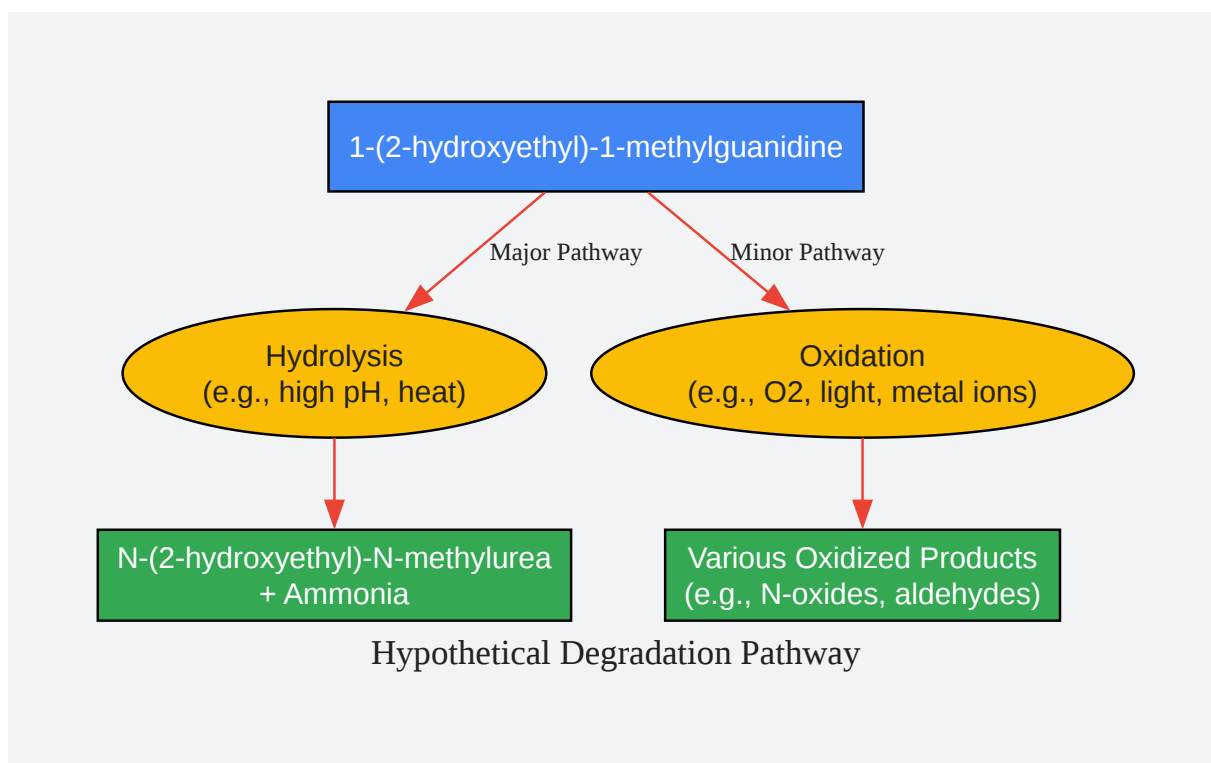 1-(2-hydroxyethyl)-1-methylguanidine
Major Pathway
Minor Pathway
Hydrolysis
(e.g., high pH, heat)
Oxidation
(e.g., O2, light, metal ions)
N-(2-hydroxyethyl)-N-methylurea
+ Ammonia
Various Oxidized Products
(e.g., N-oxides, aldehydes)
Hypothetical Degradation Pathway